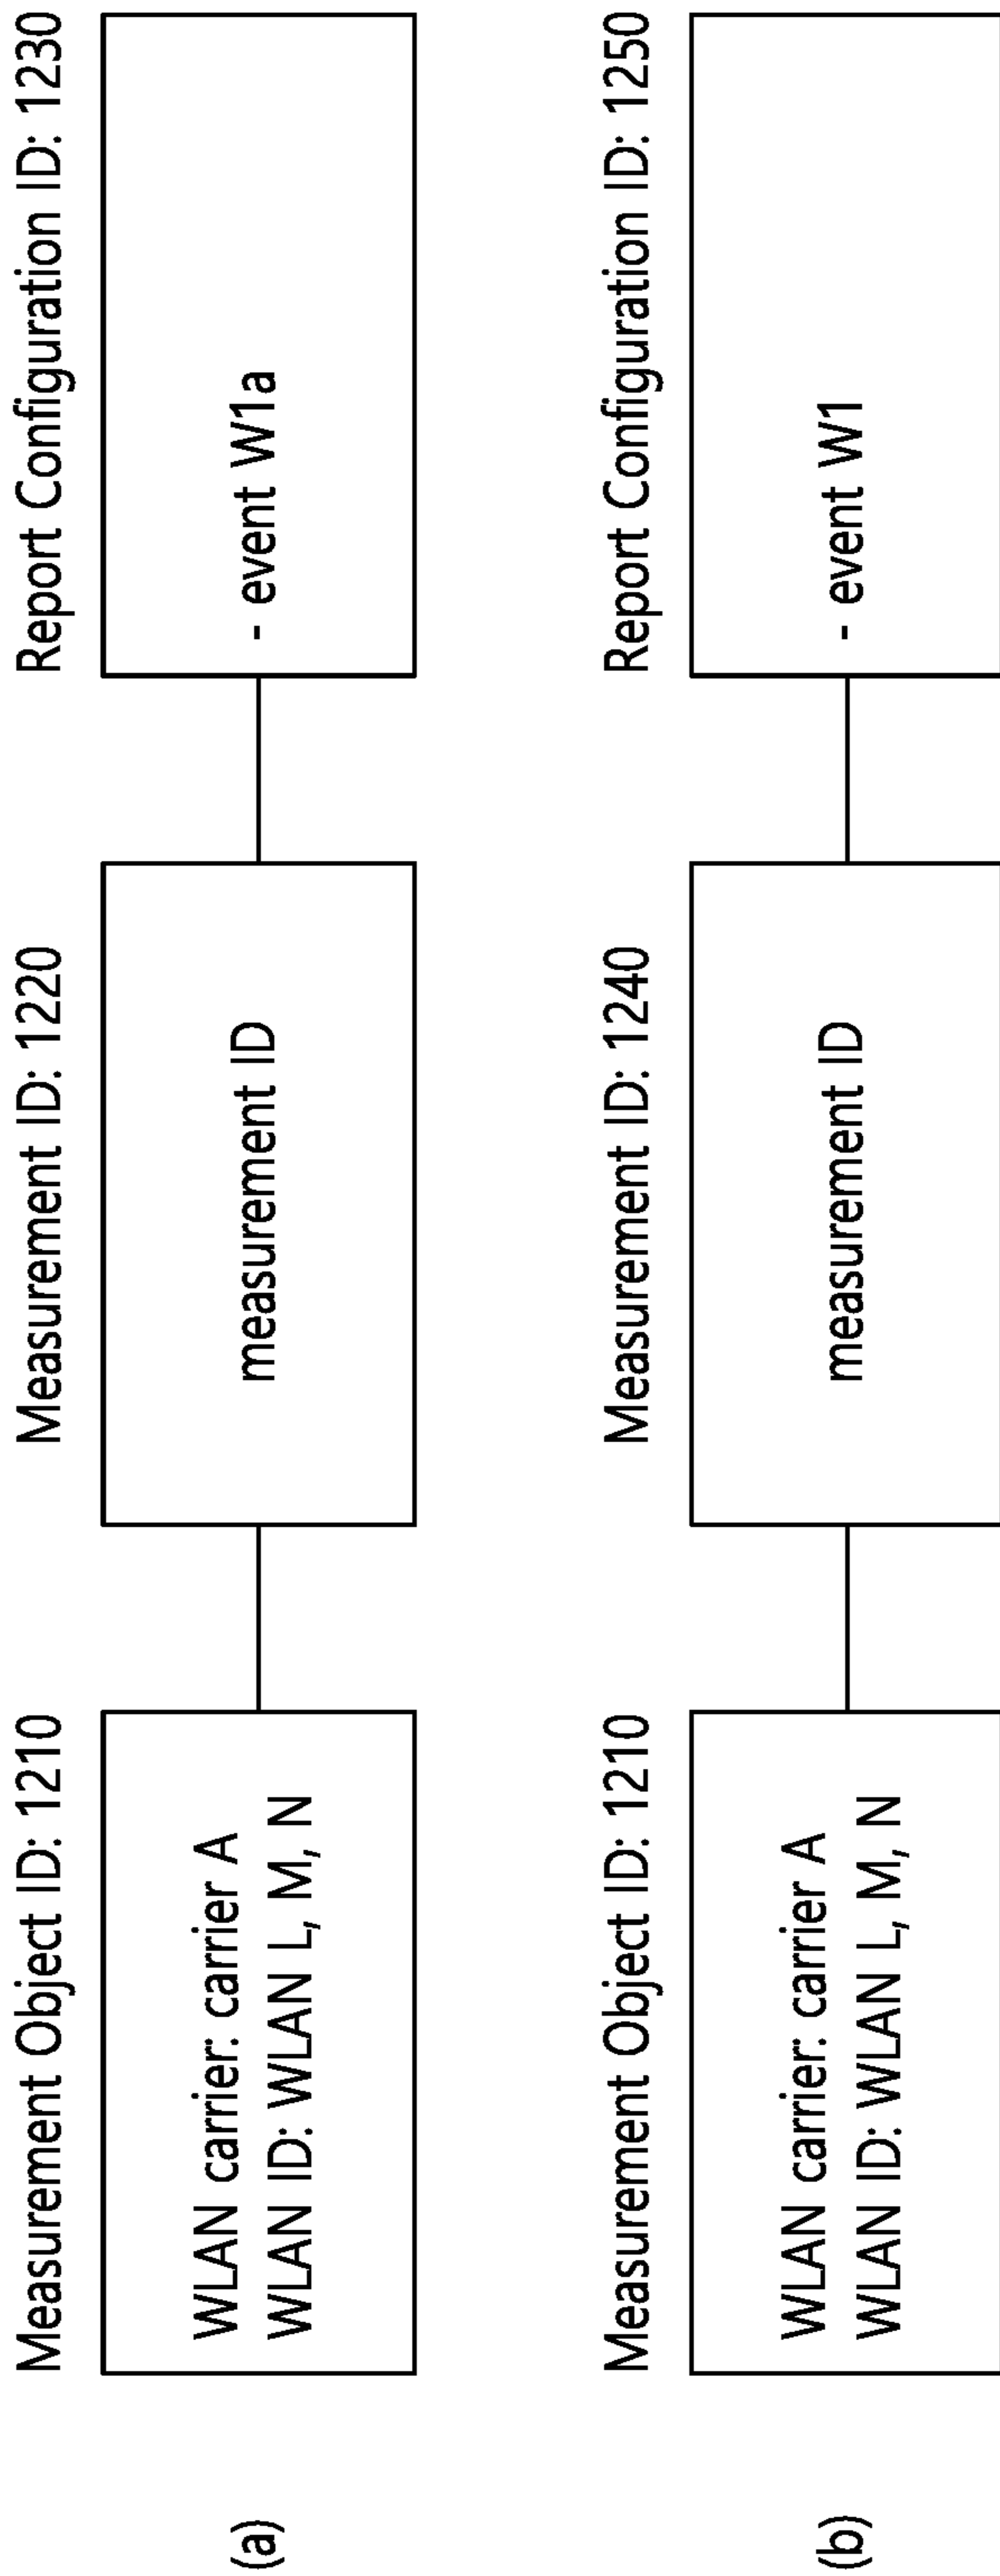 Measurement Object ID: 1210
Measurement ID: 1220
Report Configuration ID: 1230
(a)
WLAN carrier: carrier A
WLAN ID: WLAN L, M, N
measurement ID
- event W1a
Measurement Object ID: 1210
Measurement ID: 1240
Report Configuration ID: 1250
(b)
WLAN carrier: carrier A
WLAN ID: WLAN L, M, N
measurement ID
- event W1